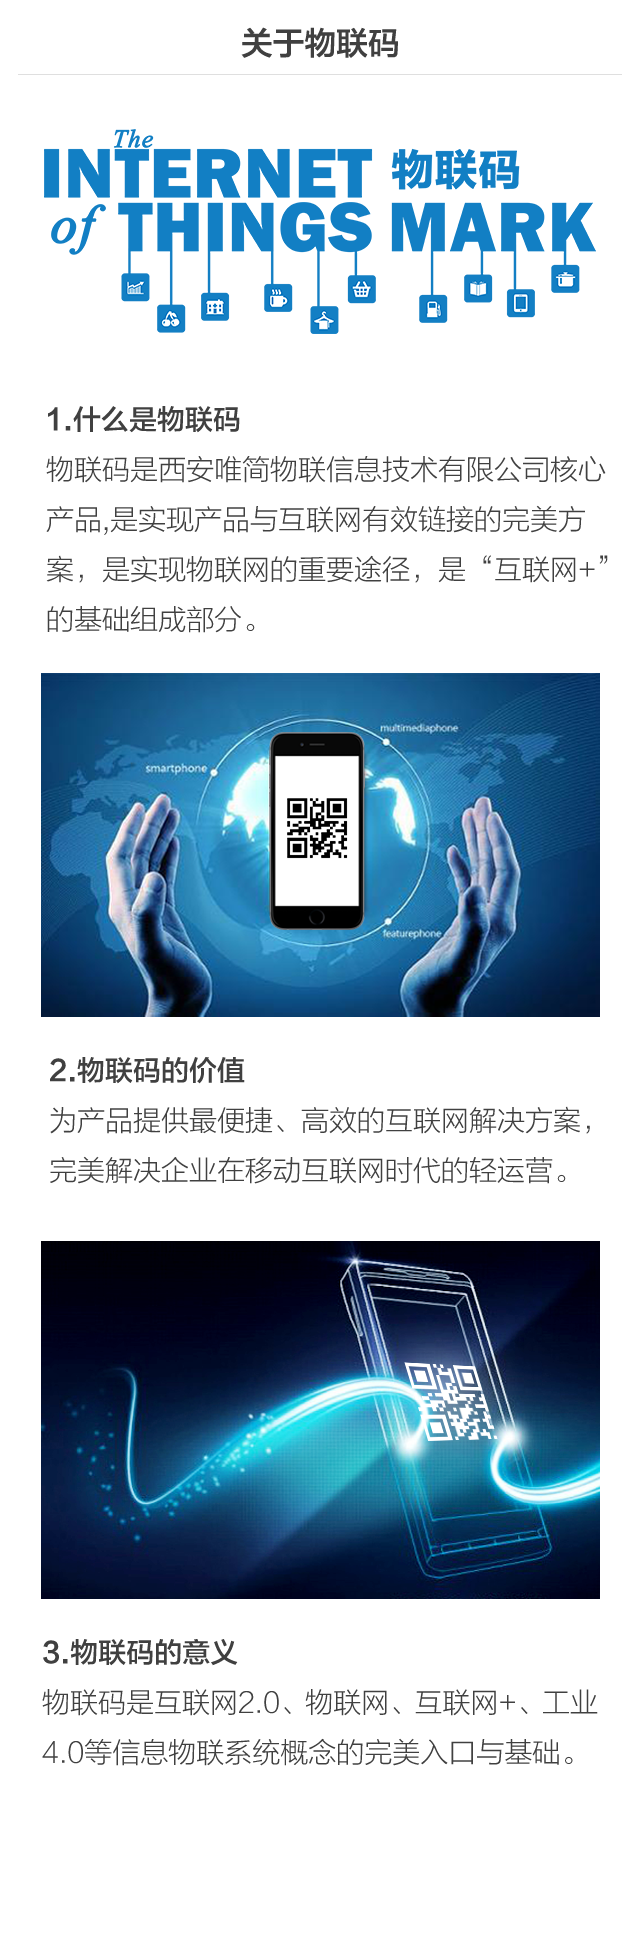 关于物联码
The
INTERNET 物联码
of THINGS MARK
1.什么是物联码
物联码是西安唯简物联信息技术有限公司核心
产品,是实现产品与互联网有效链接的完美方
案，是实现物联网的重要途径，是“互联网+”
的基础组成部分。
multimediaphone
smartphone
featurephone
2.物联码的价值
为产品提供最便捷、高效的互联网解决方案，
完美解决企业在移动互联网时代的轻运营。
3.物联码的意义
物联码是互联网2.0、物联网、互联网+、工业
4.0等信息物联系统概念的完美入口与基础。